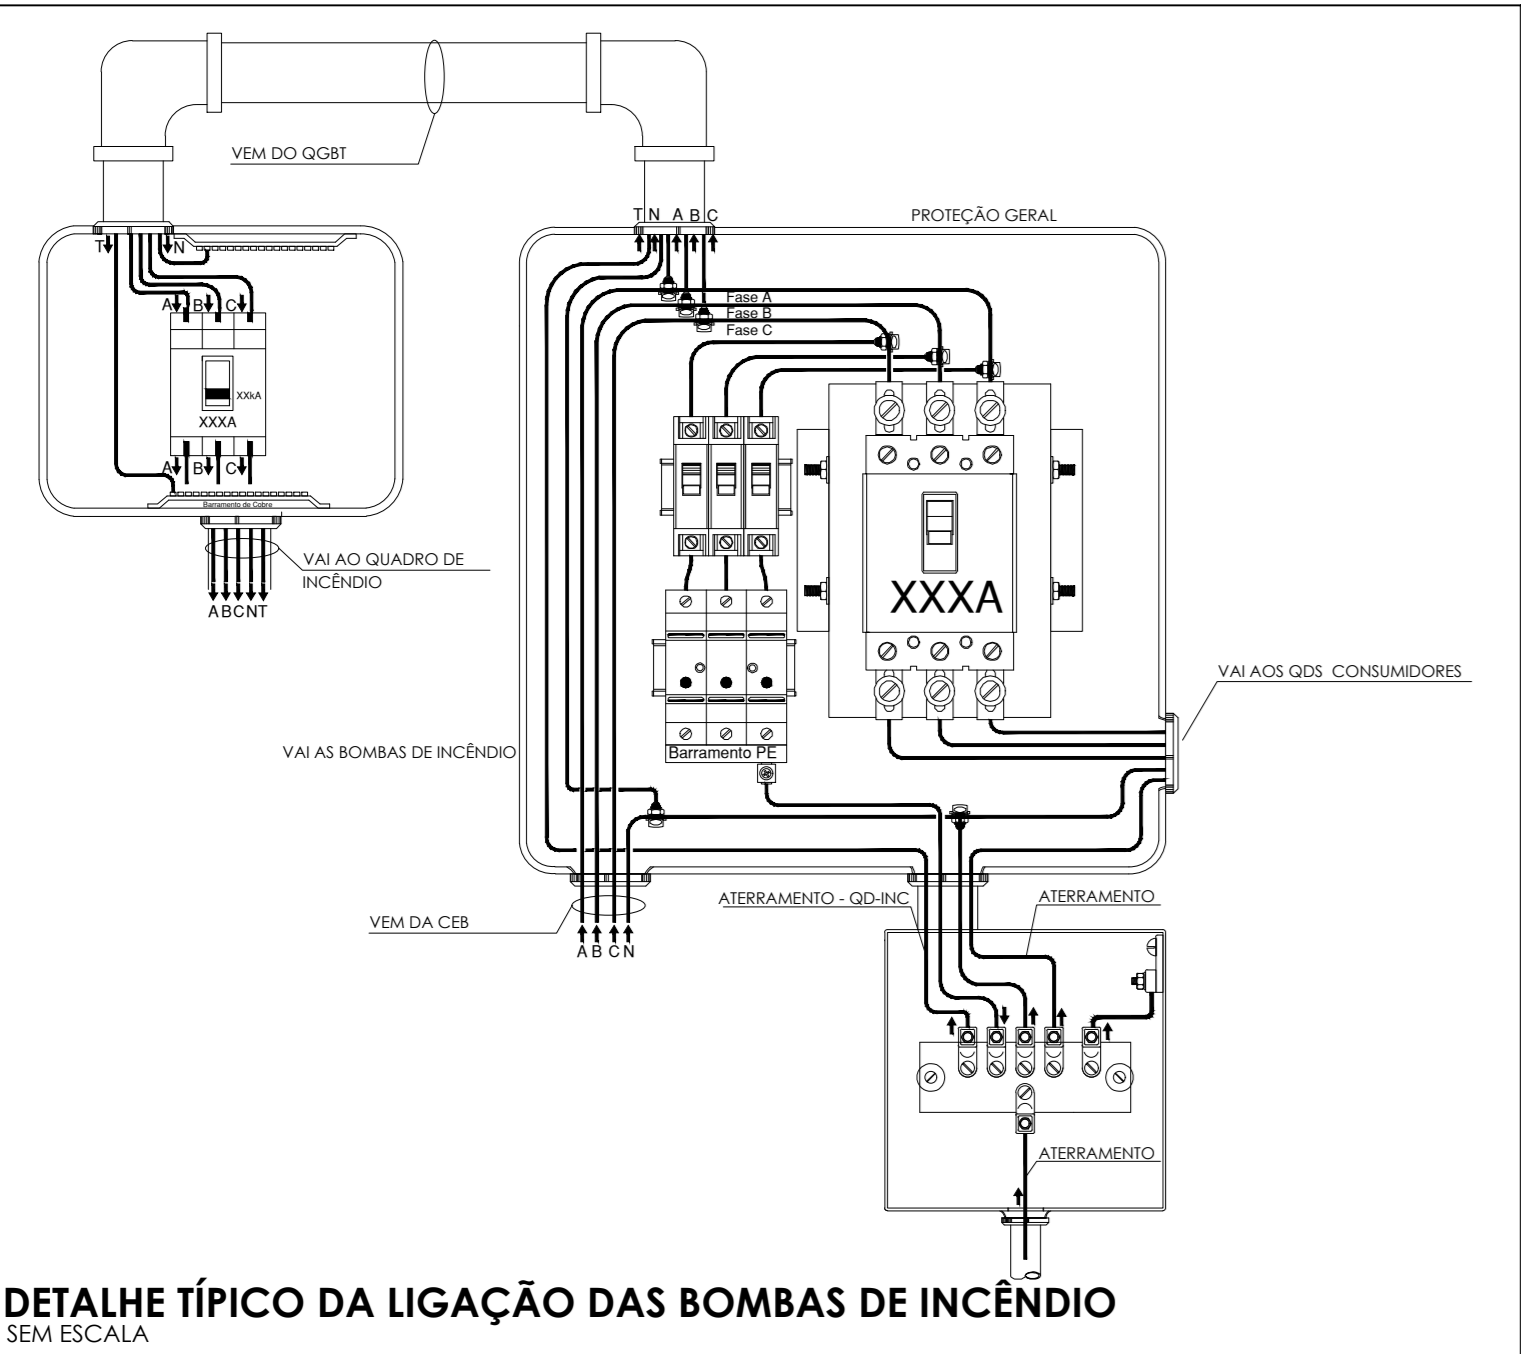 VEM DO QGBT
T N A B C
PROTEÇÃO GERAL
T N
A B C
XXkA
XXXA
A B C
Barramento de Cobre
VAI AO QUADRO DE
INCÊNDIO
A B C N T
Fase A
Fase B
Fase C
XXXA
VAI AOS QDS CONSUMIDORES
VAI AS BOMBAS DE INCÊNDIO
Barramento PE
VEM DA CEB
A B C N
ATERRAMENTO - QD-INC
ATERRAMENTO
ATERRAMENTO
DETALHE TÍPICO DA LIGAÇÃO DAS BOMBAS DE INCÊNDIO
SEM ESCALA